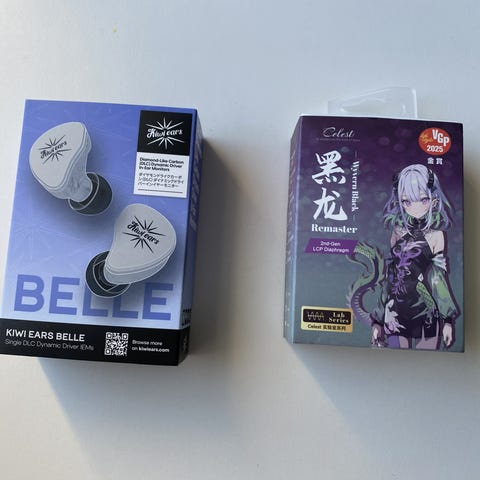 Kiwi ears
Kiwi ears
Diamond-Like Carbon
(DLC) Dynamic Driver
In-Ear Monitors
ダイヤモンドライクカーボ
ン(DLC)ダイナミックドライ
バーインイヤーモニター
Kiwi ears
BELLE
KIWI EARS BELLE
Single DLC Dynamic Driver IEMs
Browse more
on kiwiears.com
Celest
VGP
2025
金賞
黑龙
Wyvern Black
Remaster
2nd-Gen
LCP Diaphragm
Lab
Series
Celest 实验室系列